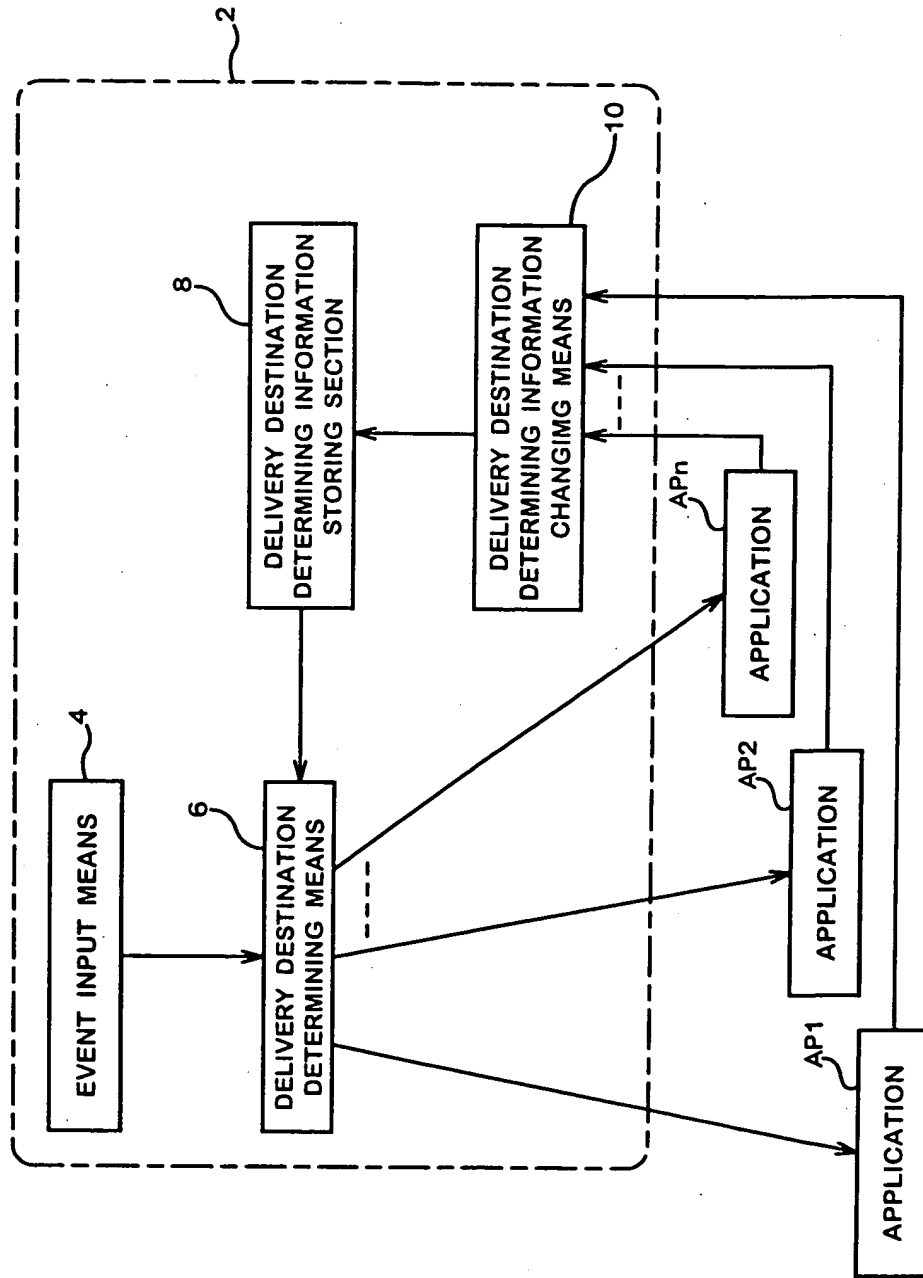 2
4
EVENT INPUT MEANS
6
DELIVERY DESTINATION
DETERMINING MEANS
8
DELIVERY DESTINATION
DETERMINING INFORMATION
STORING SECTION
10
DELIVERY DESTINATION
DETERMINING INFORMATION
CHANGIMG MEANS
AP1
APPLICATION
AP2
APPLICATION
APn
APPLICATION